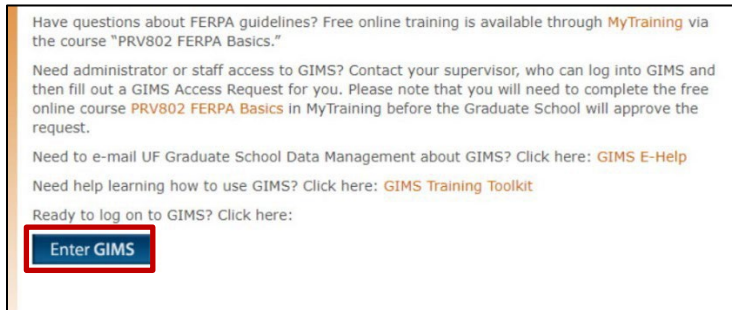 Have questions about FERPA guidelines? Free online training is available through MyTraining via
the course “PRV802 FERPA Basics.”
Need administrator or staff access to GIMS? Contact your supervisor, who can log into GIMS and
then fill out a GIMS Access Request for you. Please note that you will need to complete the free
online course PRV802 FERPA Basics in MyTraining before the Graduate School will approve the
request.
Need to e-mail UF Graduate School Data Management about GIMS? Click here: GIMS E-Help
Need help learning how to use GIMS? Click here: GIMS Training Toolkit
Ready to log on to GIMS? Click here:
Enter GIMS